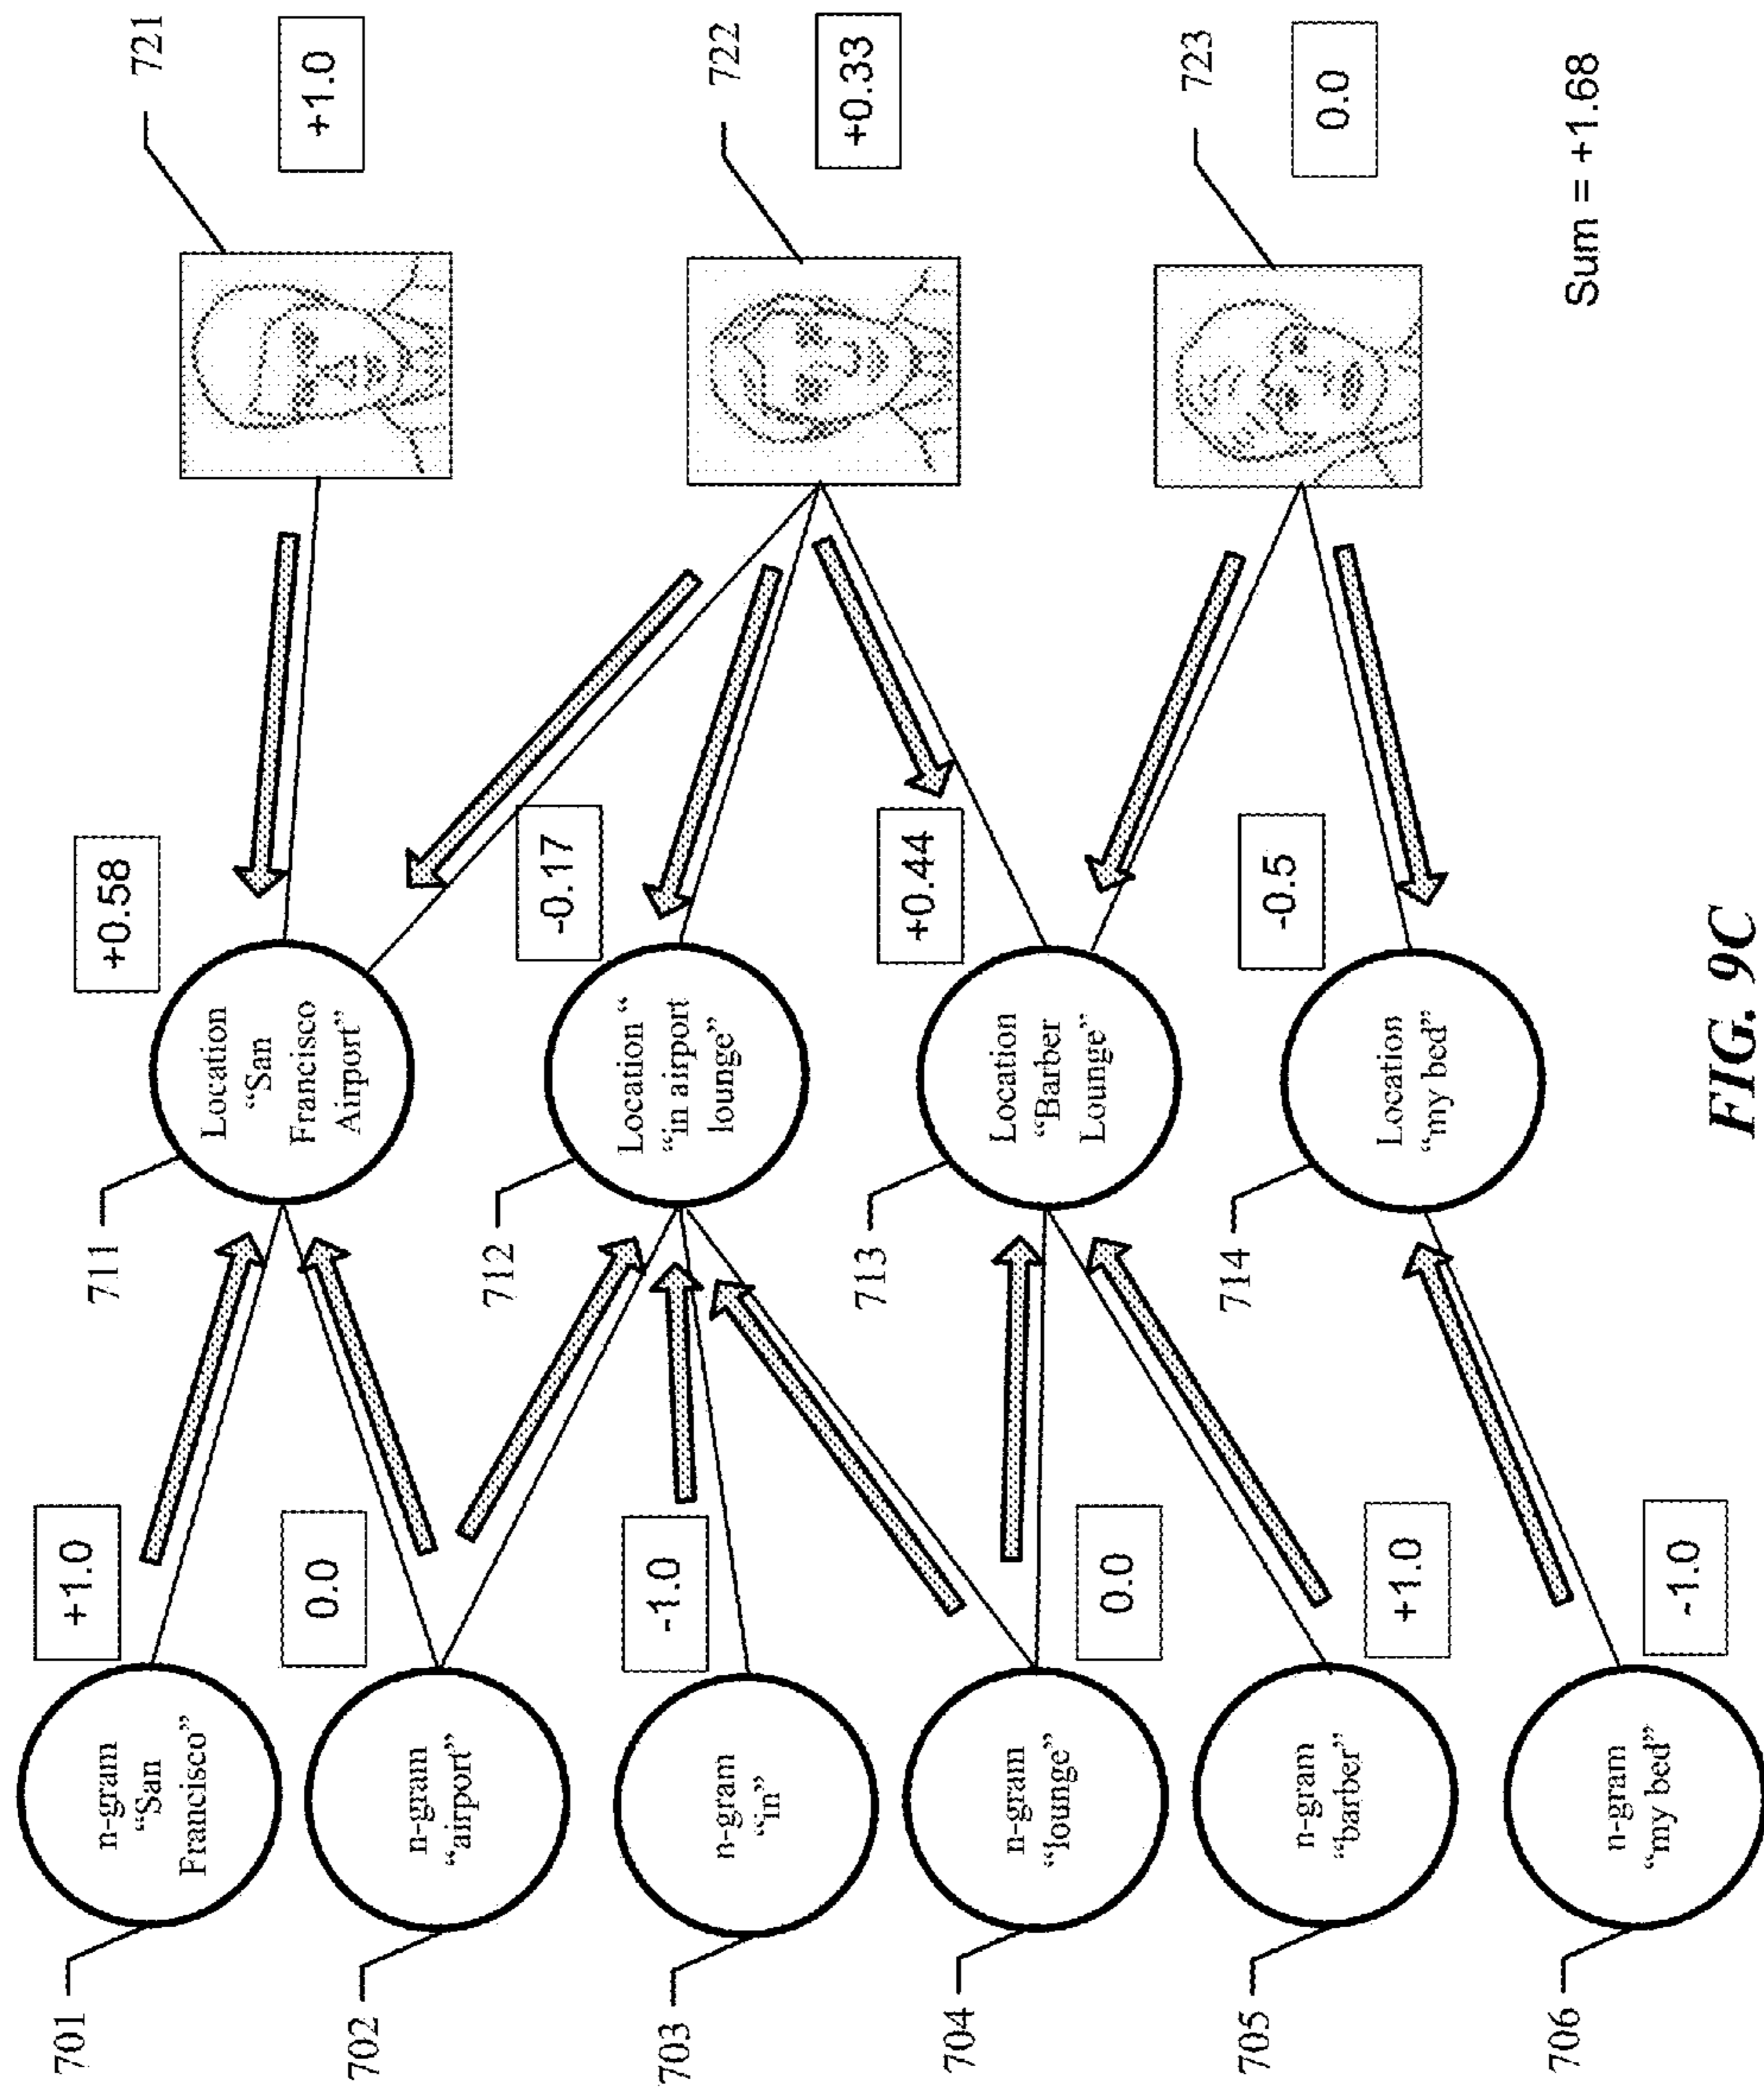 701
n-gram
“San
Francisco”
+1.0
702
n-gram
“airport”
0.0
703
n-gram
“in”
-1.0
704
n-gram
“lounge”
0.0
705
n-gram
“barber”
+1.0
706
n-gram
“my bed”
-1.0
711
Location
“San
Francisco
Airport”
+0.58
712
Location “
“in airport
lounge”
-0.17
713
Location
“Barber
Lounge”
+0.44
714
Location
“my bed”
-0.5
721
+1.0
722
+0.33
723
0.0
Sum = +1.68
FIG. 9C